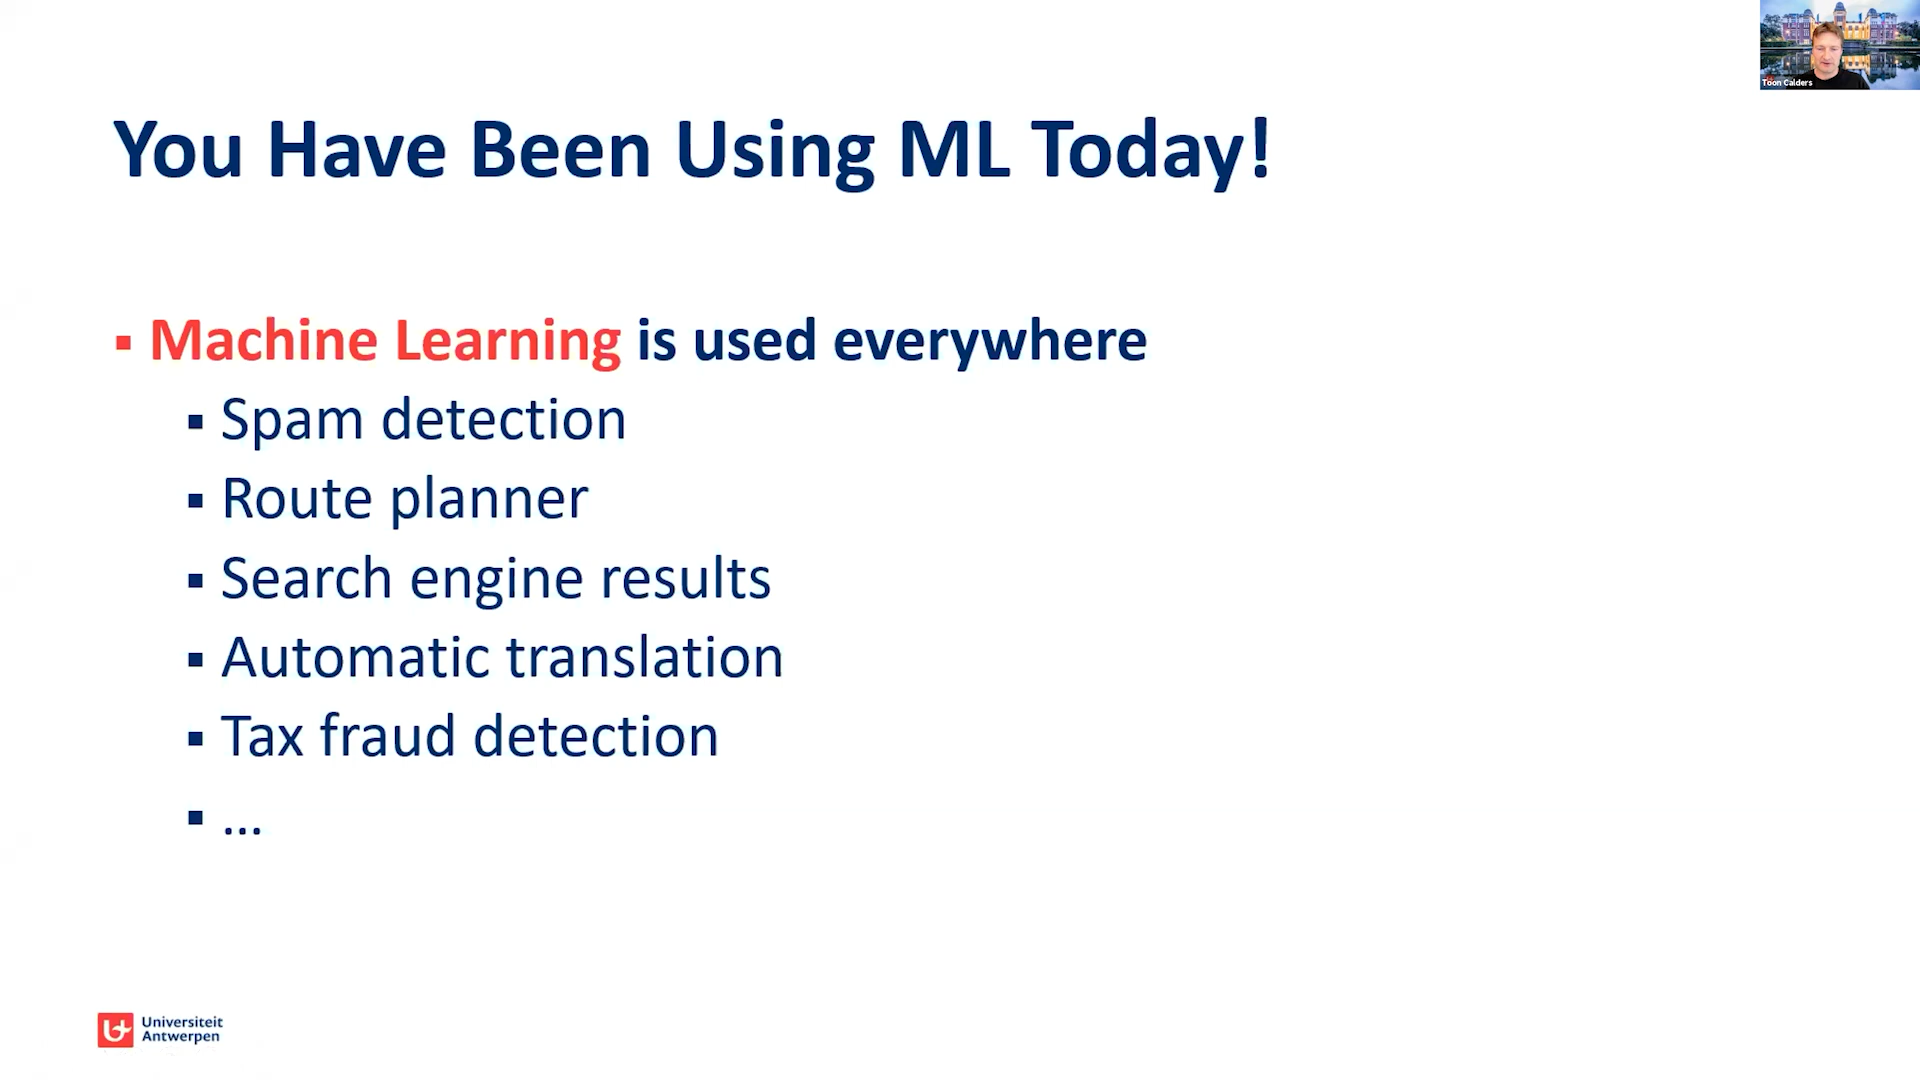 Toon Calders
You Have Been Using ML Today!
▪ Machine Learning is used everywhere
▪ Spam detection
▪ Route planner
▪ Search engine results
▪ Automatic translation
▪ Tax fraud detection
▪ ...
Universiteit
Antwerpen